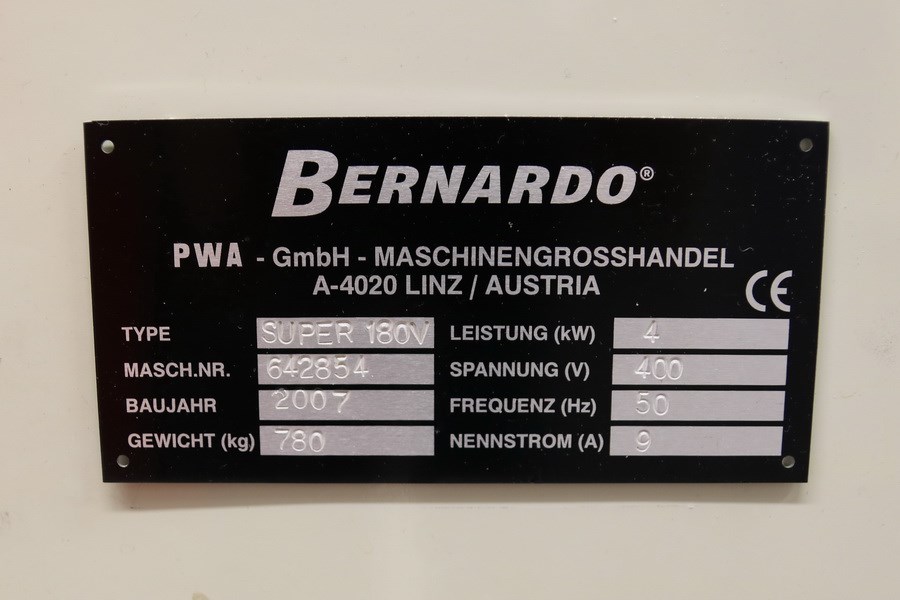 BERNARDO®
PWA - GmbH - MASCHINENGROSSHANDEL
A-4020 LINZ / AUSTRIA
CE
TYPE SUPER 180V LEISTUNG (kW) 4
MASCH.NR. 642854 SPANNUNG (V) 400
BAUJAHR 2007 FREQUENZ (Hz) 50
GEWICHT (kg) 780 NENNSTROM (A) 9